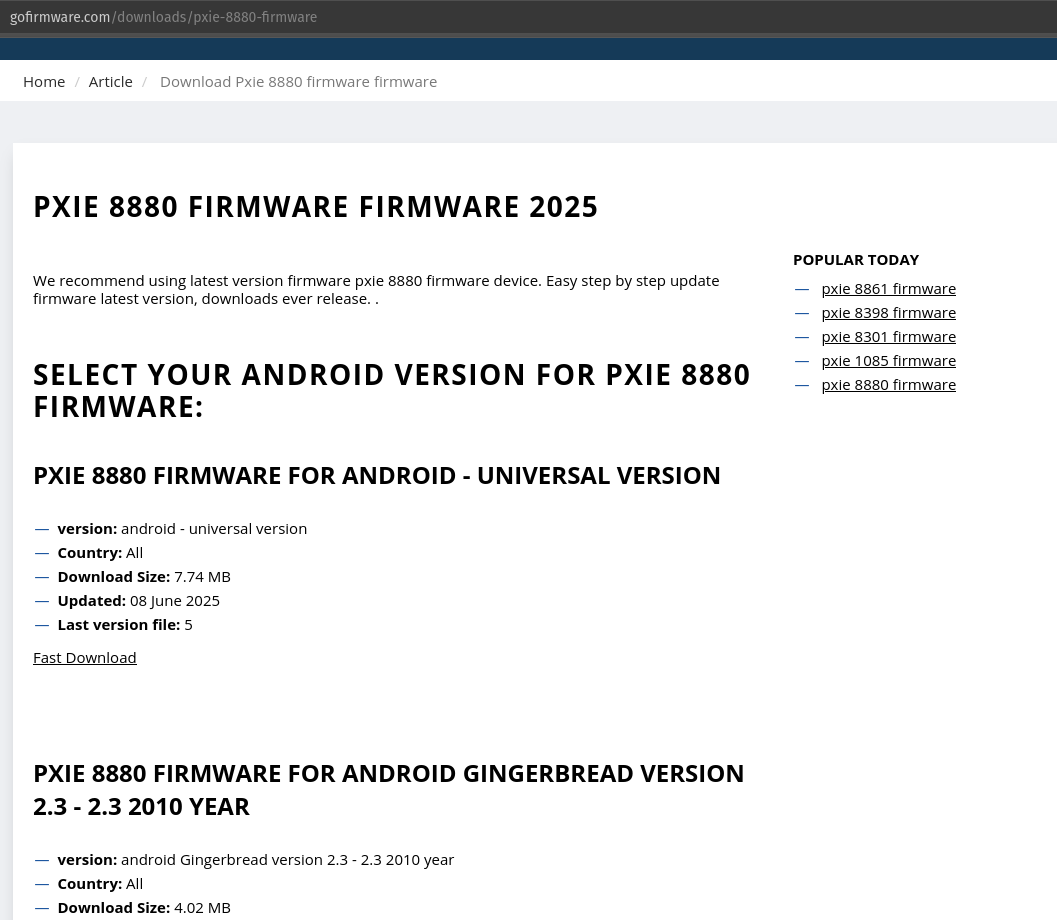 gofirmware.com/downloads/pxie-8880-firmware
Home / Article / Download Pxie 8880 firmware firmware
PXIE 8880 FIRMWARE FIRMWARE 2025
We recommend using latest version firmware pxie 8880 firmware device. Easy step by step update
firmware latest version, downloads ever release. .
SELECT YOUR ANDROID VERSION FOR PXIE 8880
FIRMWARE:
PXIE 8880 FIRMWARE FOR ANDROID - UNIVERSAL VERSION
— version: android - universal version
— Country: All
— Download Size: 7.74 MB
— Updated: 08 June 2025
— Last version file: 5
Fast Download
PXIE 8880 FIRMWARE FOR ANDROID GINGERBREAD VERSION
2.3 - 2.3 2010 YEAR
— version: android Gingerbread version 2.3 - 2.3 2010 year
— Country: All
— Download Size: 4.02 MB
POPULAR TODAY
— pxie 8861 firmware
— pxie 8398 firmware
— pxie 8301 firmware
— pxie 1085 firmware
— pxie 8880 firmware